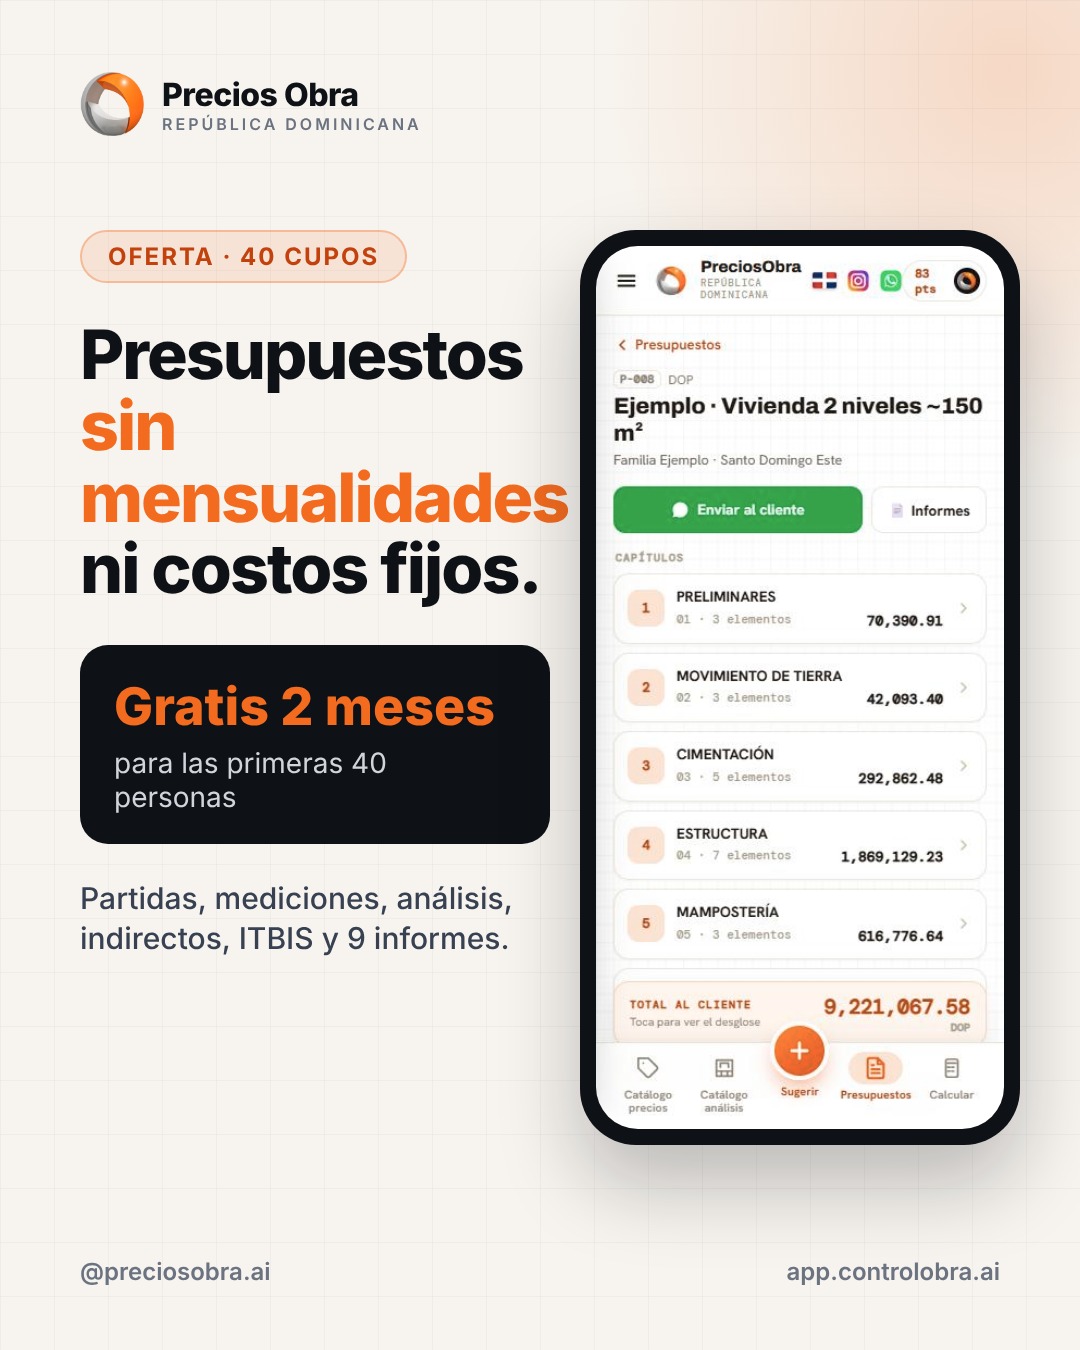 Precios Obra
REPÚBLICA DOMINICANA
OFERTA · 40 CUPOS
Presupuestos
sin
mensualidades
ni costos fijos.
Gratis 2 meses
para las primeras 40
personas
Partidas, mediciones, análisis,
indirectos, ITBIS y 9 informes.
PreciosObra
REPÚBLICA
DOMINICANA
83
pts
Presupuestos
P-008 DOP
Ejemplo · Vivienda 2 niveles ~150
m²
Familia Ejemplo · Santo Domingo Este
Enviar al cliente
Informes
CAPÍTULOS
1 PRELIMINARES
01 · 3 elementos 70,390.91
2 MOVIMIENTO DE TIERRA
02 · 3 elementos 42,093.40
3 CIMENTACIÓN
03 · 5 elementos 292,862.48
4 ESTRUCTURA
04 · 7 elementos 1,869,129.23
5 MAMPOSTERÍA
05 · 3 elementos 616,776.64
TOTAL AL CLIENTE 9,221,067.58
Toca para ver el desglose DOP
Catálogo
precios
Catálogo
análisis
Sugerir
Presupuestos
Calcular
@preciosobra.ai
app.controlobra.ai